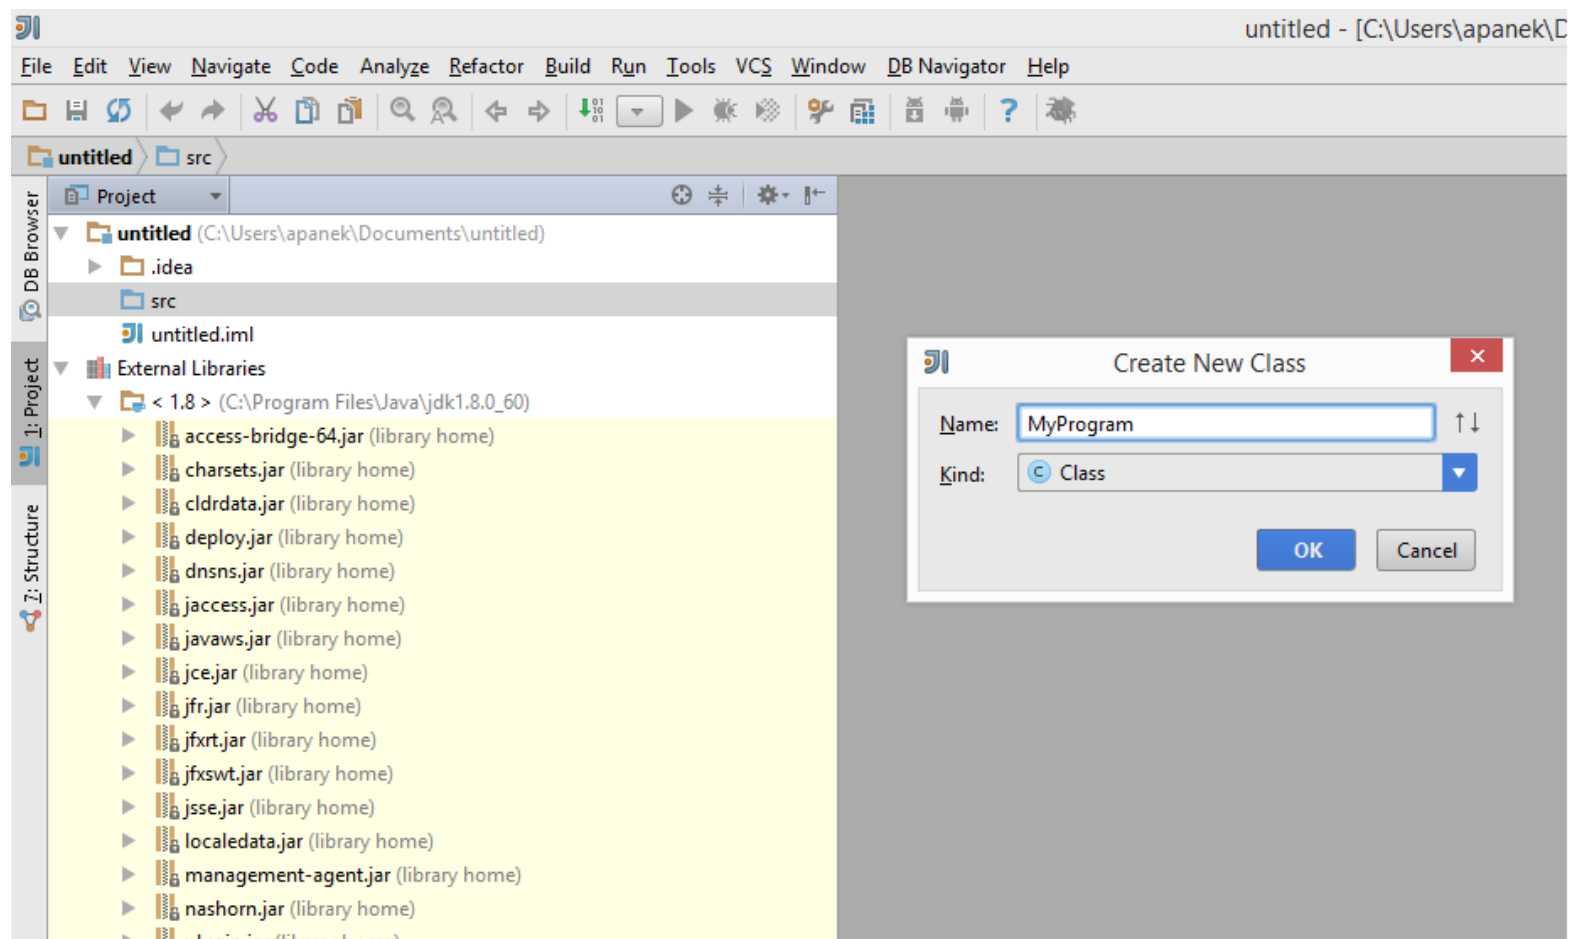 untitled - [C:\Users\apanek\D
File Edit View Navigate Code Analyze Refactor Build Run Tools VCS Window DB Navigator Help
untitled src
Project
untitled (C:\Users\apanek\Documents\untitled)
.idea
src
untitled.iml
External Libraries
< 1.8 > (C:\Program Files\Java\jdk1.8.0_60)
access-bridge-64.jar (library home)
charsets.jar (library home)
cldrdata.jar (library home)
deploy.jar (library home)
dnsns.jar (library home)
jaccess.jar (library home)
javaws.jar (library home)
jce.jar (library home)
jfr.jar (library home)
jfxrt.jar (library home)
jfxswt.jar (library home)
jsse.jar (library home)
localedata.jar (library home)
management-agent.jar (library home)
nashorn.jar (library home)
DB Browser
1: Project
7: Structure
Create New Class
Name: MyProgram
Kind: Class
OK Cancel